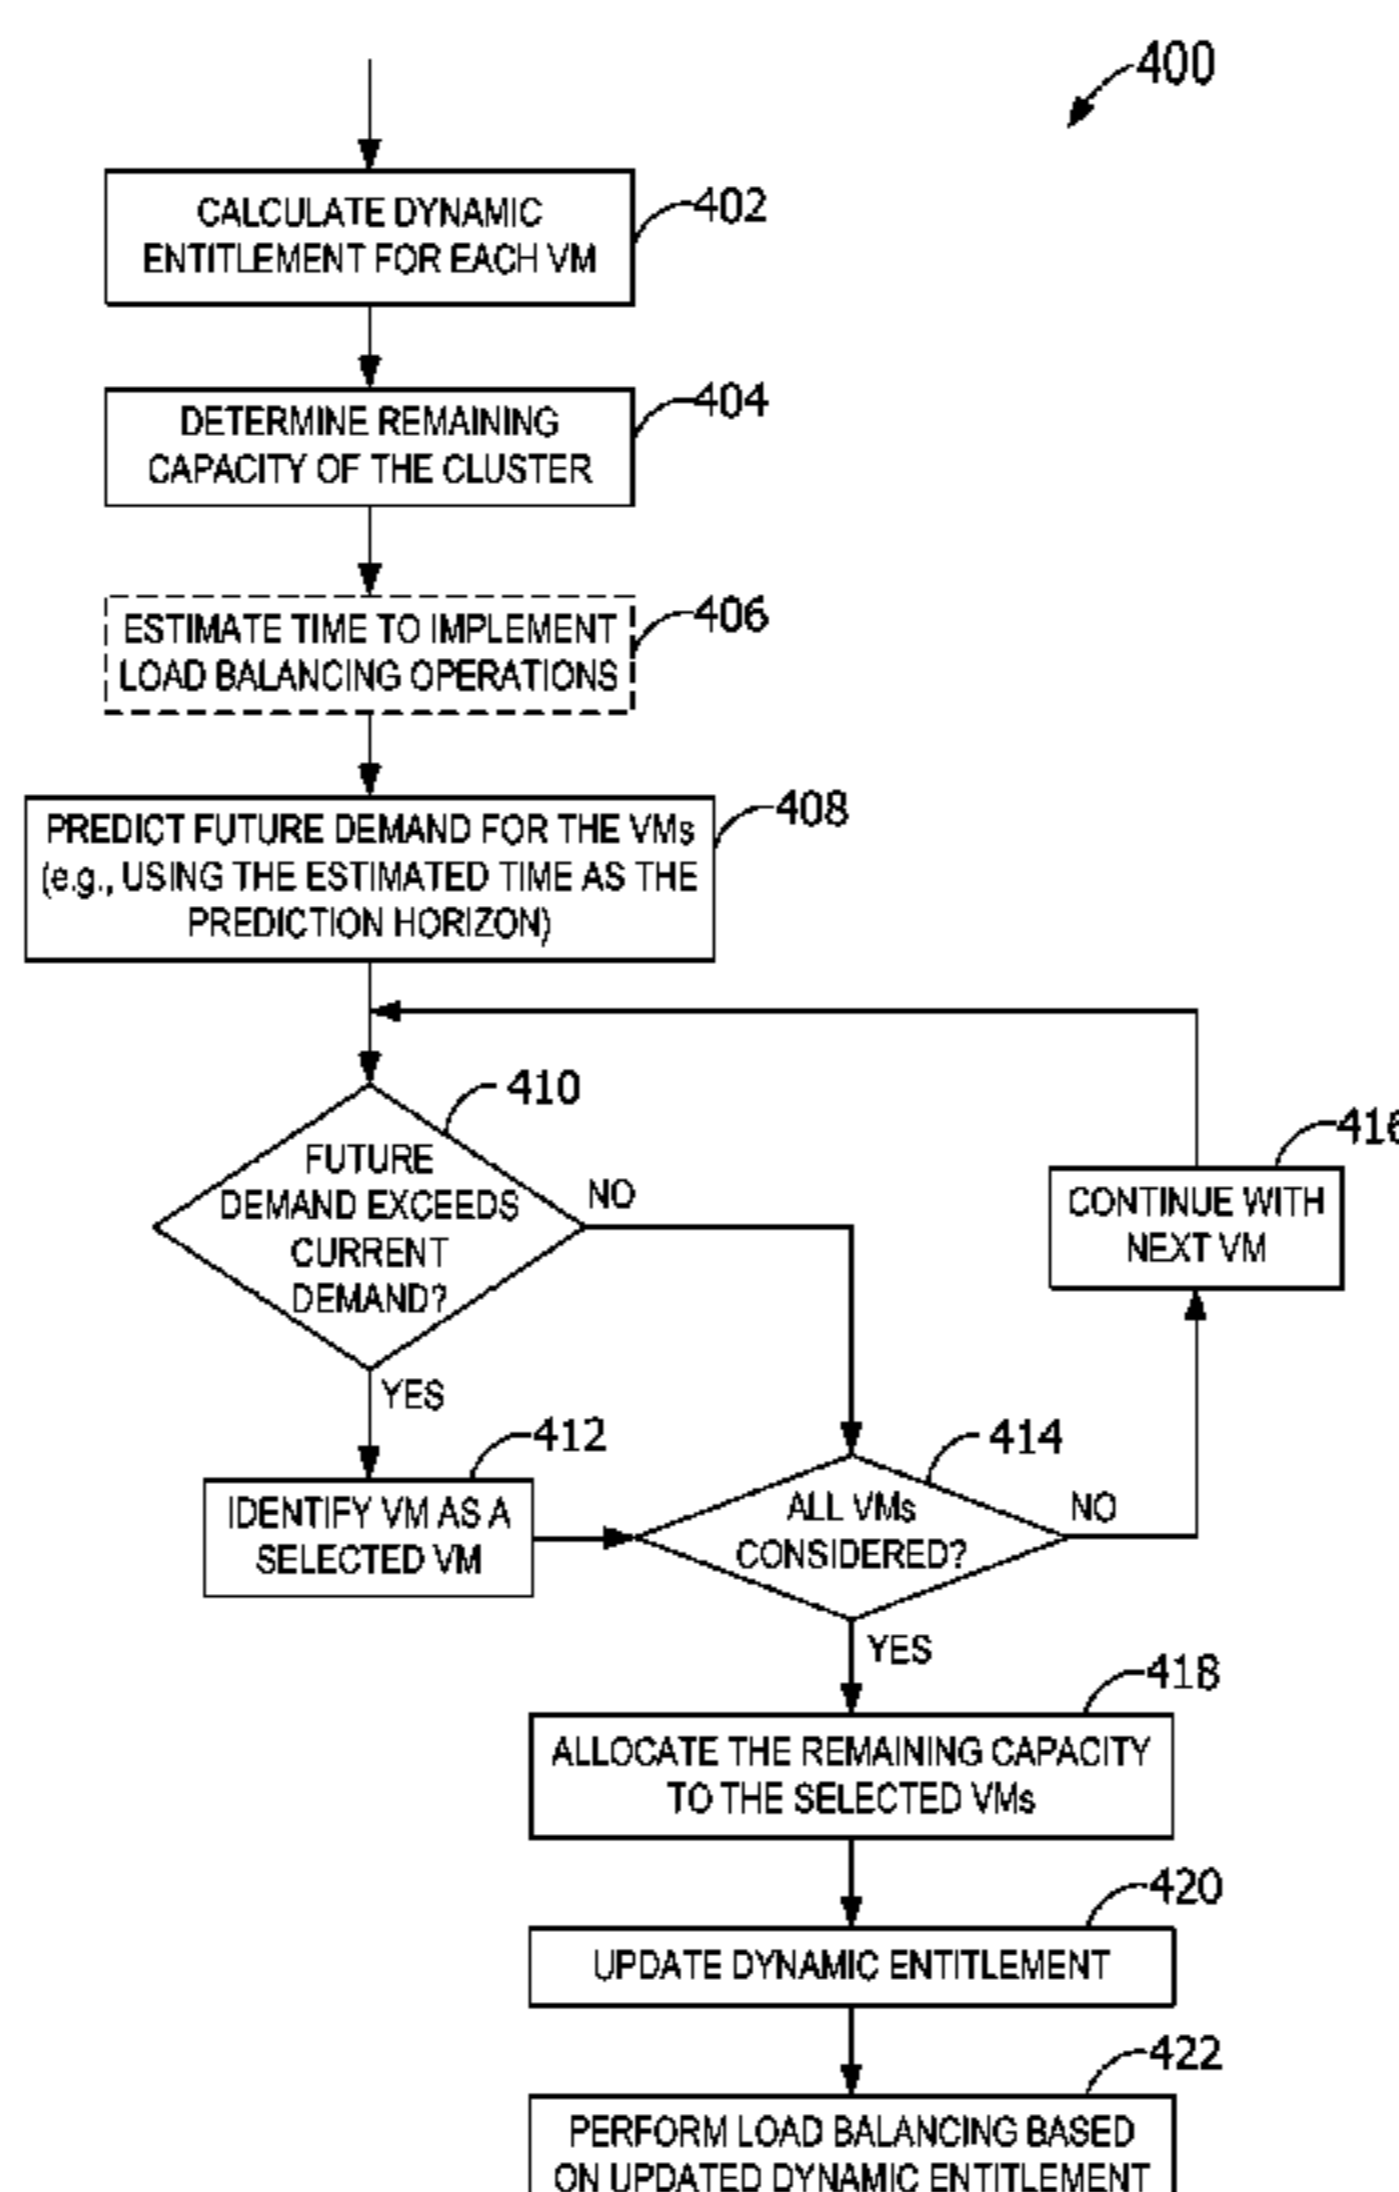 400
CALCULATE DYNAMIC
ENTITLEMENT FOR EACH VM
402
DETERMINE REMAINING
CAPACITY OF THE CLUSTER
404
ESTIMATE TIME TO IMPLEMENT
LOAD BALANCING OPERATIONS
406
PREDICT FUTURE DEMAND FOR THE VMs
(e.g., USING THE ESTIMATED TIME AS THE
PREDICTION HORIZON)
408
FUTURE
DEMAND EXCEEDS
CURRENT
DEMAND?
410
NO
YES
CONTINUE WITH
NEXT VM
416
IDENTIFY VM AS A
SELECTED VM
412
ALL VMs
CONSIDERED?
414
NO
YES
ALLOCATE THE REMAINING CAPACITY
TO THE SELECTED VMs
418
UPDATE DYNAMIC ENTITLEMENT
420
PERFORM LOAD BALANCING BASED
ON UPDATED DYNAMIC ENTITLEMENT
422